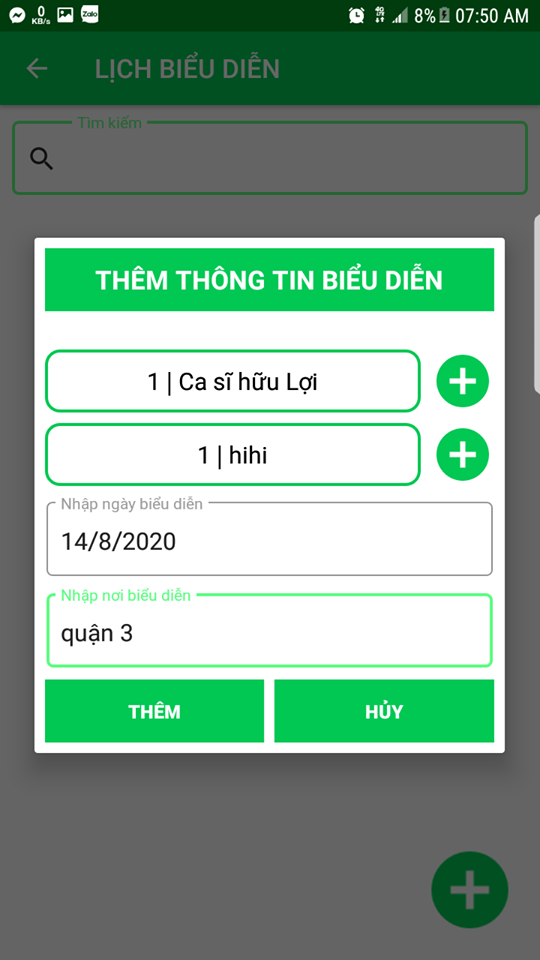 0
KB/s
Zalo
4G
8%
07:50 AM
LỊCH BIỂU DIỄN
Tìm kiếm
THÊM THÔNG TIN BIỂU DIỄN
1 | Ca sĩ hữu Lợi
1 | hihi
Nhập ngày biểu diễn
14/8/2020
Nhập nơi biểu diễn
quận 3
THÊM
HỦY